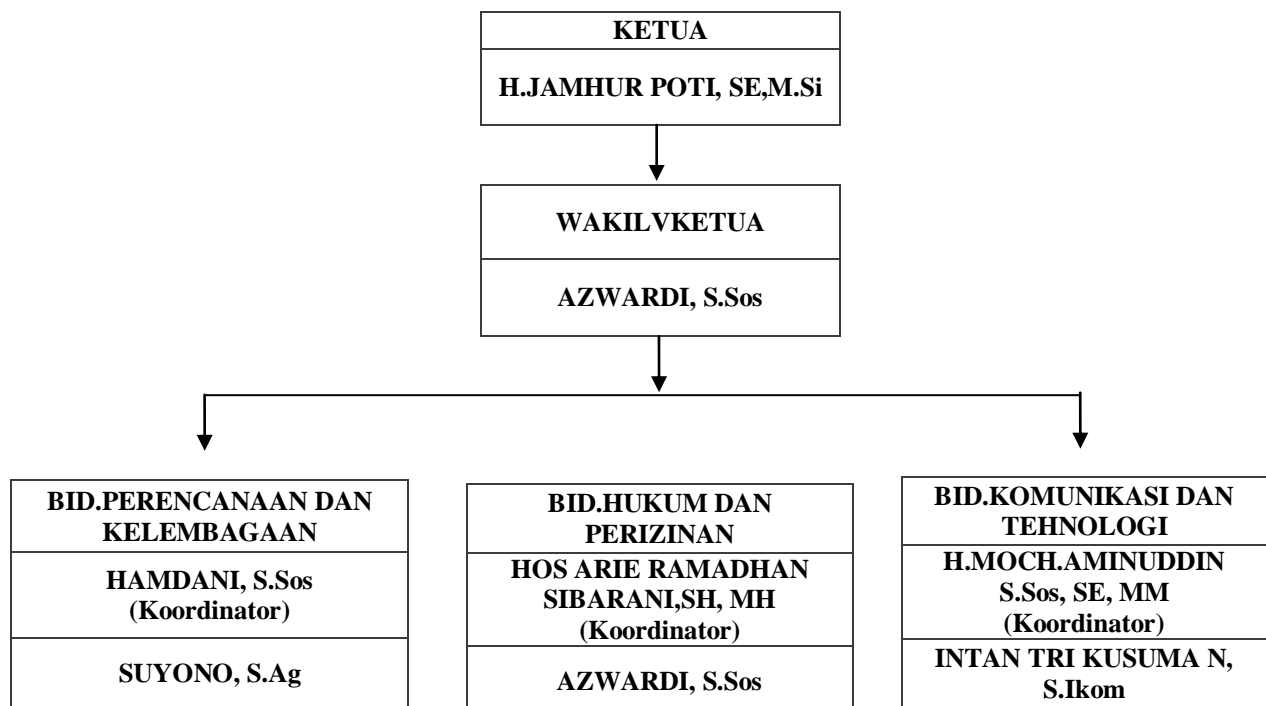 KETUA
H.JAMHUR POTI, SE,M.Si
WAKILVKETUA
AZWARDI, S.Sos
BID.PERENCANAAN DAN
KELEMBAGAAN
HAMDANI, S.Sos
(Koordinator)
SUYONO, S.Ag
BID.HUKUM DAN
PERIZINAN
HOS ARIE RAMADHAN
SIBARANI,SH, MH
(Koordinator)
AZWARDI, S.Sos
BID.KOMUNIKASI DAN
TEHNOLOGI
H.MOCH.AMINUDDIN
S.Sos, SE, MM
(Koordinator)
INTAN TRI KUSUMA N,
S.Ikom